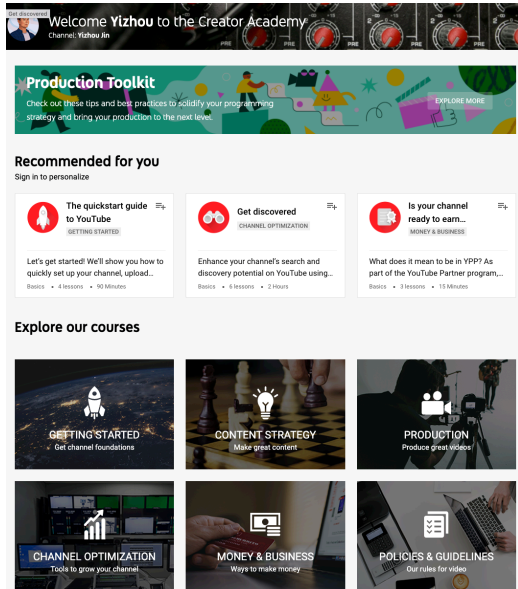 Get discovered
Welcome Yizhou to the Creator Academy
Channel: Yizhou Jin
PRE PRE PRE PRE
Production Toolkit
Check out these tips and best practices to solidify your programming
strategy and bring your production to the next level.
EXPLORE MORE
Recommended for you
Sign in to personalize
The quickstart guide
to YouTube
GETTING STARTED
Let's get started! We'll show you how to
quickly set up your channel, upload...
Basics • 4 lessons • 90 Minutes
Get discovered
CHANNEL OPTIMIZATION
Enhance your channel's search and
discovery potential on YouTube using...
Basics • 6 lessons • 2 Hours
Is your channel
ready to earn...
MONEY & BUSINESS
What does it mean to be in YPP? As
part of the YouTube Partner program,...
Basics • 3 lessons • 15 Minutes
Explore our courses
GETTING STARTED
Get channel foundations
CONTENT STRATEGY
Make great content
PRODUCTION
Produce great videos
CHANNEL OPTIMIZATION
Tools to grow your channel
MONEY & BUSINESS
Ways to make money
POLICIES & GUIDELINES
Our rules for video